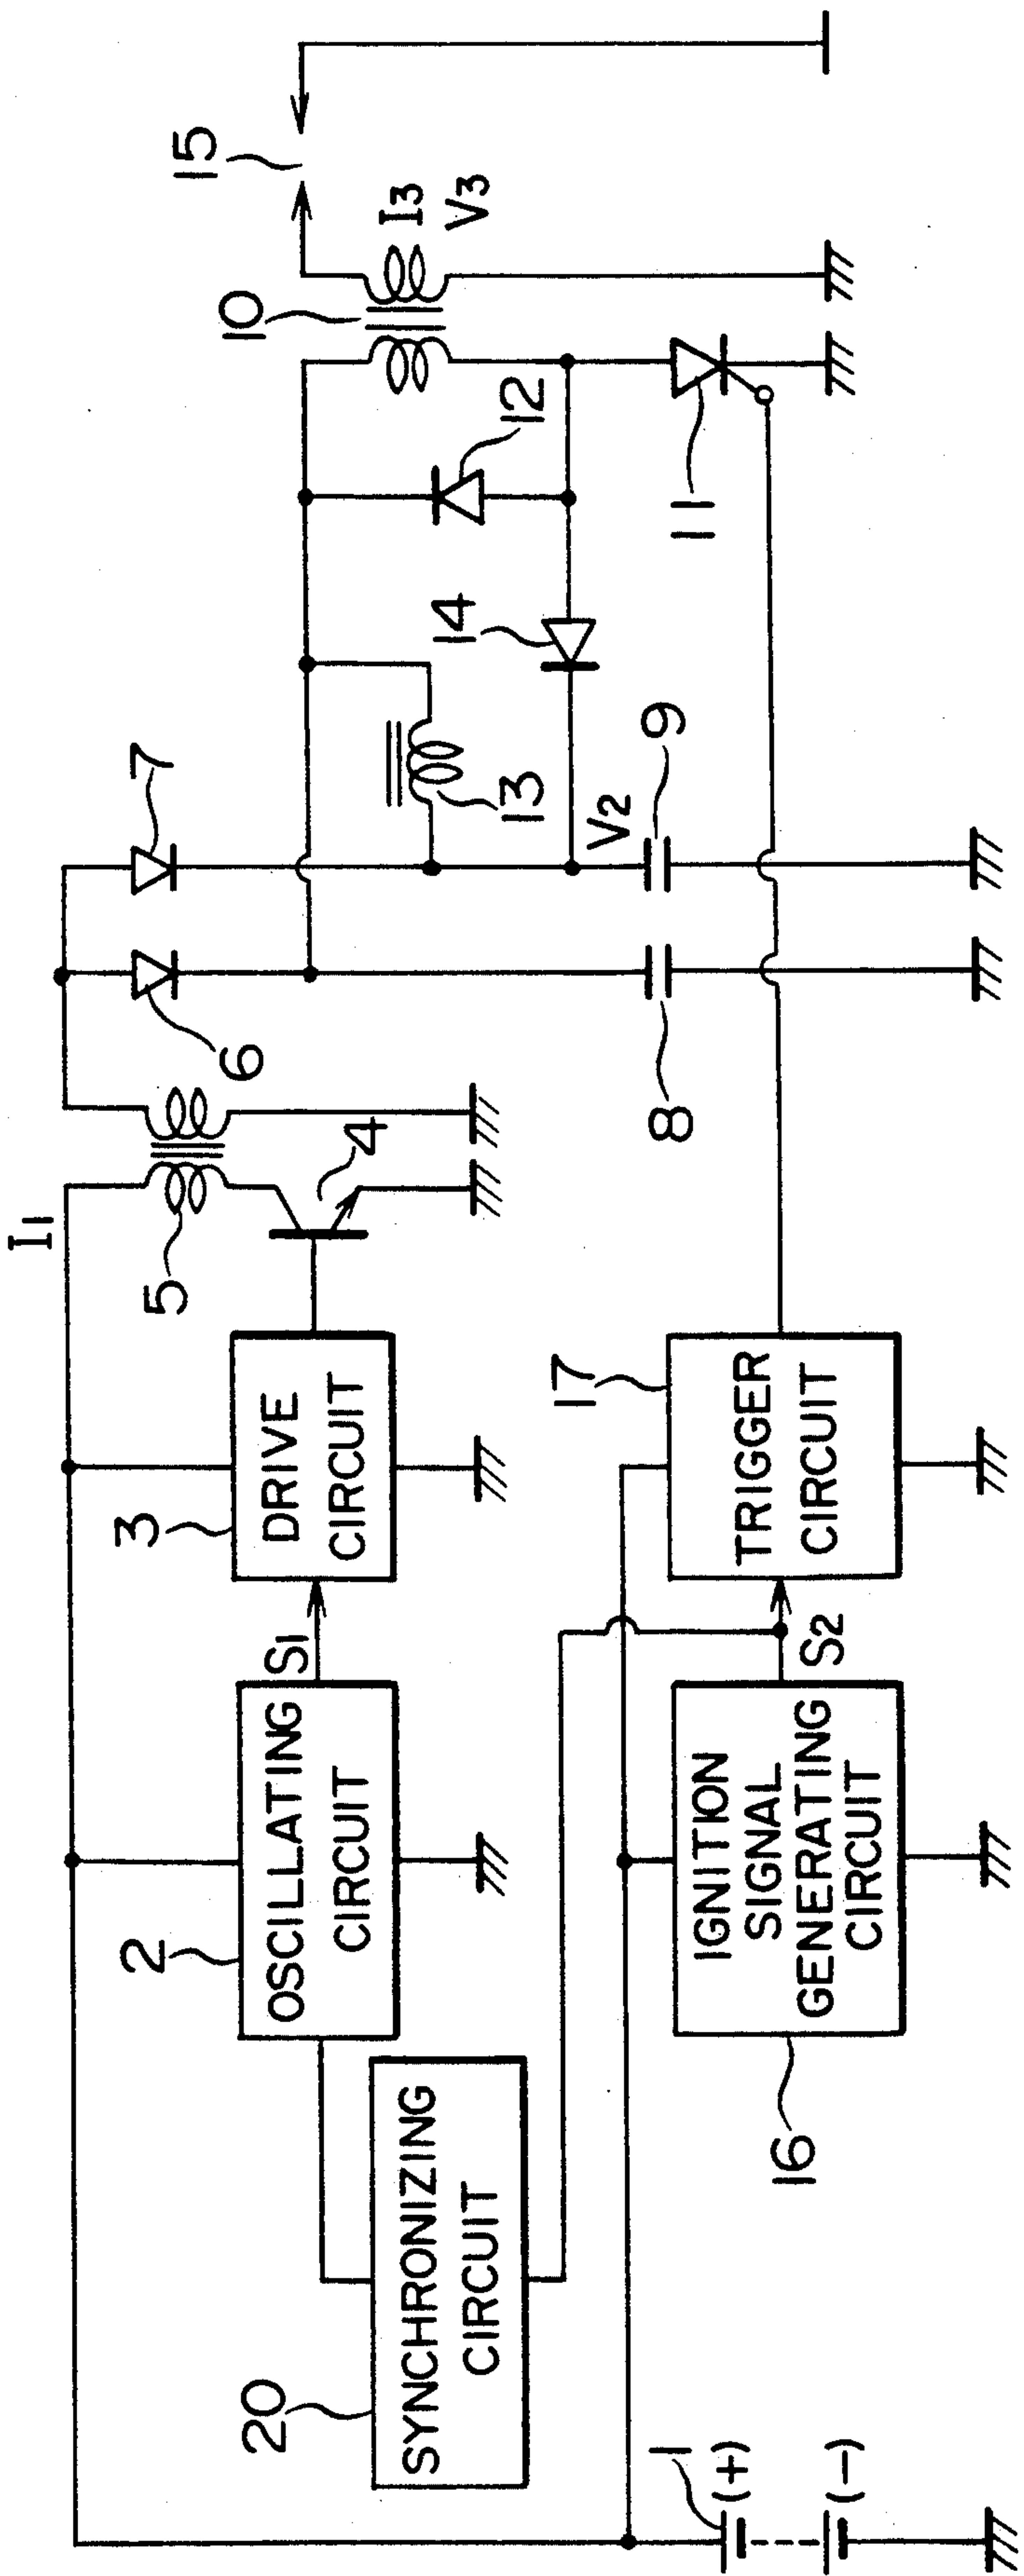 I1
5
4
6
7
10
I3
V3
15
12
14
13
V2
9
8
11
3
DRIVE
CIRCUIT
S1
2
OSCILLATING
CIRCUIT
20
SYNCHRONIZING
CIRCUIT
17
TRIGGER
CIRCUIT
S2
IGNITION
SIGNAL
GENERATING
CIRCUIT
16
1
(+)
(−)